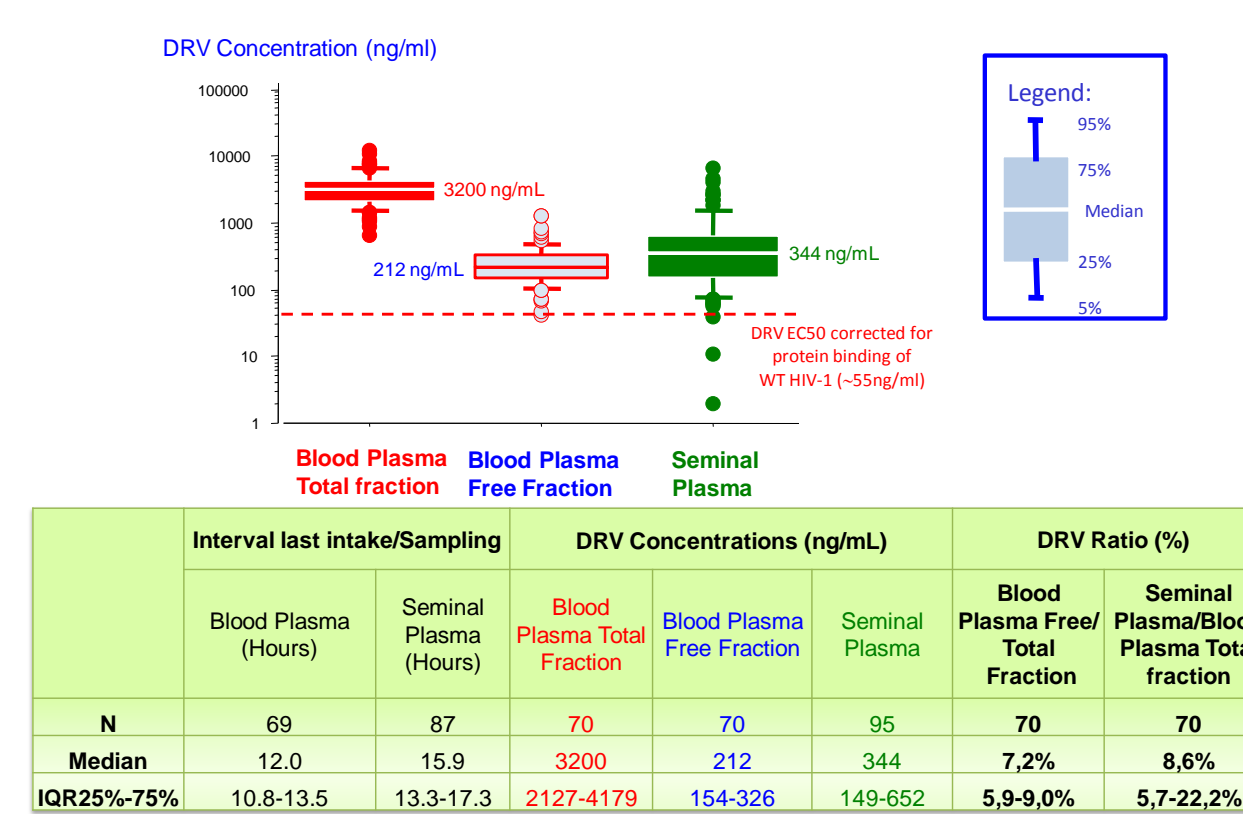 DRV Concentration (ng/ml)
100000
10000
1000
100
10
1
3200 ng/mL
212 ng/mL
344 ng/mL
DRV EC50 corrected for
protein binding of
WT HIV-1 (~55ng/ml)
Legend:
95%
75%
Median
25%
5%
Blood Plasma
Total fraction
Blood Plasma
Free Fraction
Seminal
Plasma
Interval last intake/Sampling DRV Concentrations (ng/mL) DRV Ratio (%)
Blood Plasma
(Hours)
Seminal
Plasma
(Hours)
Blood
Plasma Total
Fraction
Blood Plasma
Free Fraction
Seminal
Plasma
Blood
Plasma Free/
Total
Fraction
Seminal
Plasma/Bloo
Plasma Tota
fraction
N 69 87 70 70 95 70 70
Median 12.0 15.9 3200 212 344 7,2% 8,6%
IQR25%-75% 10.8-13.5 13.3-17.3 2127-4179 154-326 149-652 5,9-9,0% 5,7-22,2%